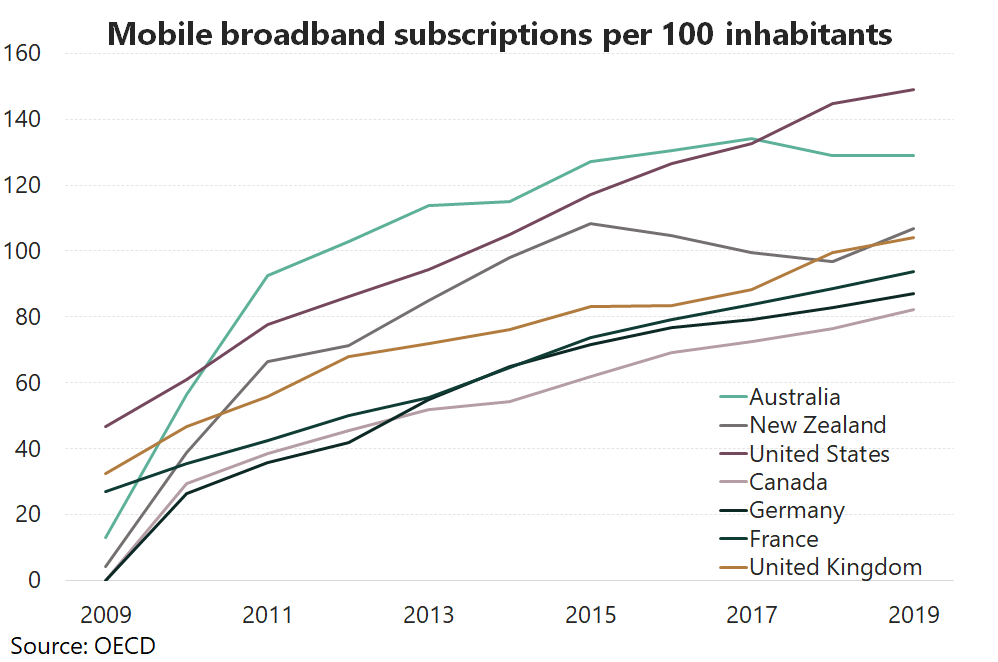 Mobile broadband subscriptions per 100 inhabitants
160
140
120
100
80
60
40
20
0
Australia
New Zealand
United States
Canada
Germany
France
United Kingdom
2009 2011 2013 2015 2017 2019
Source: OECD